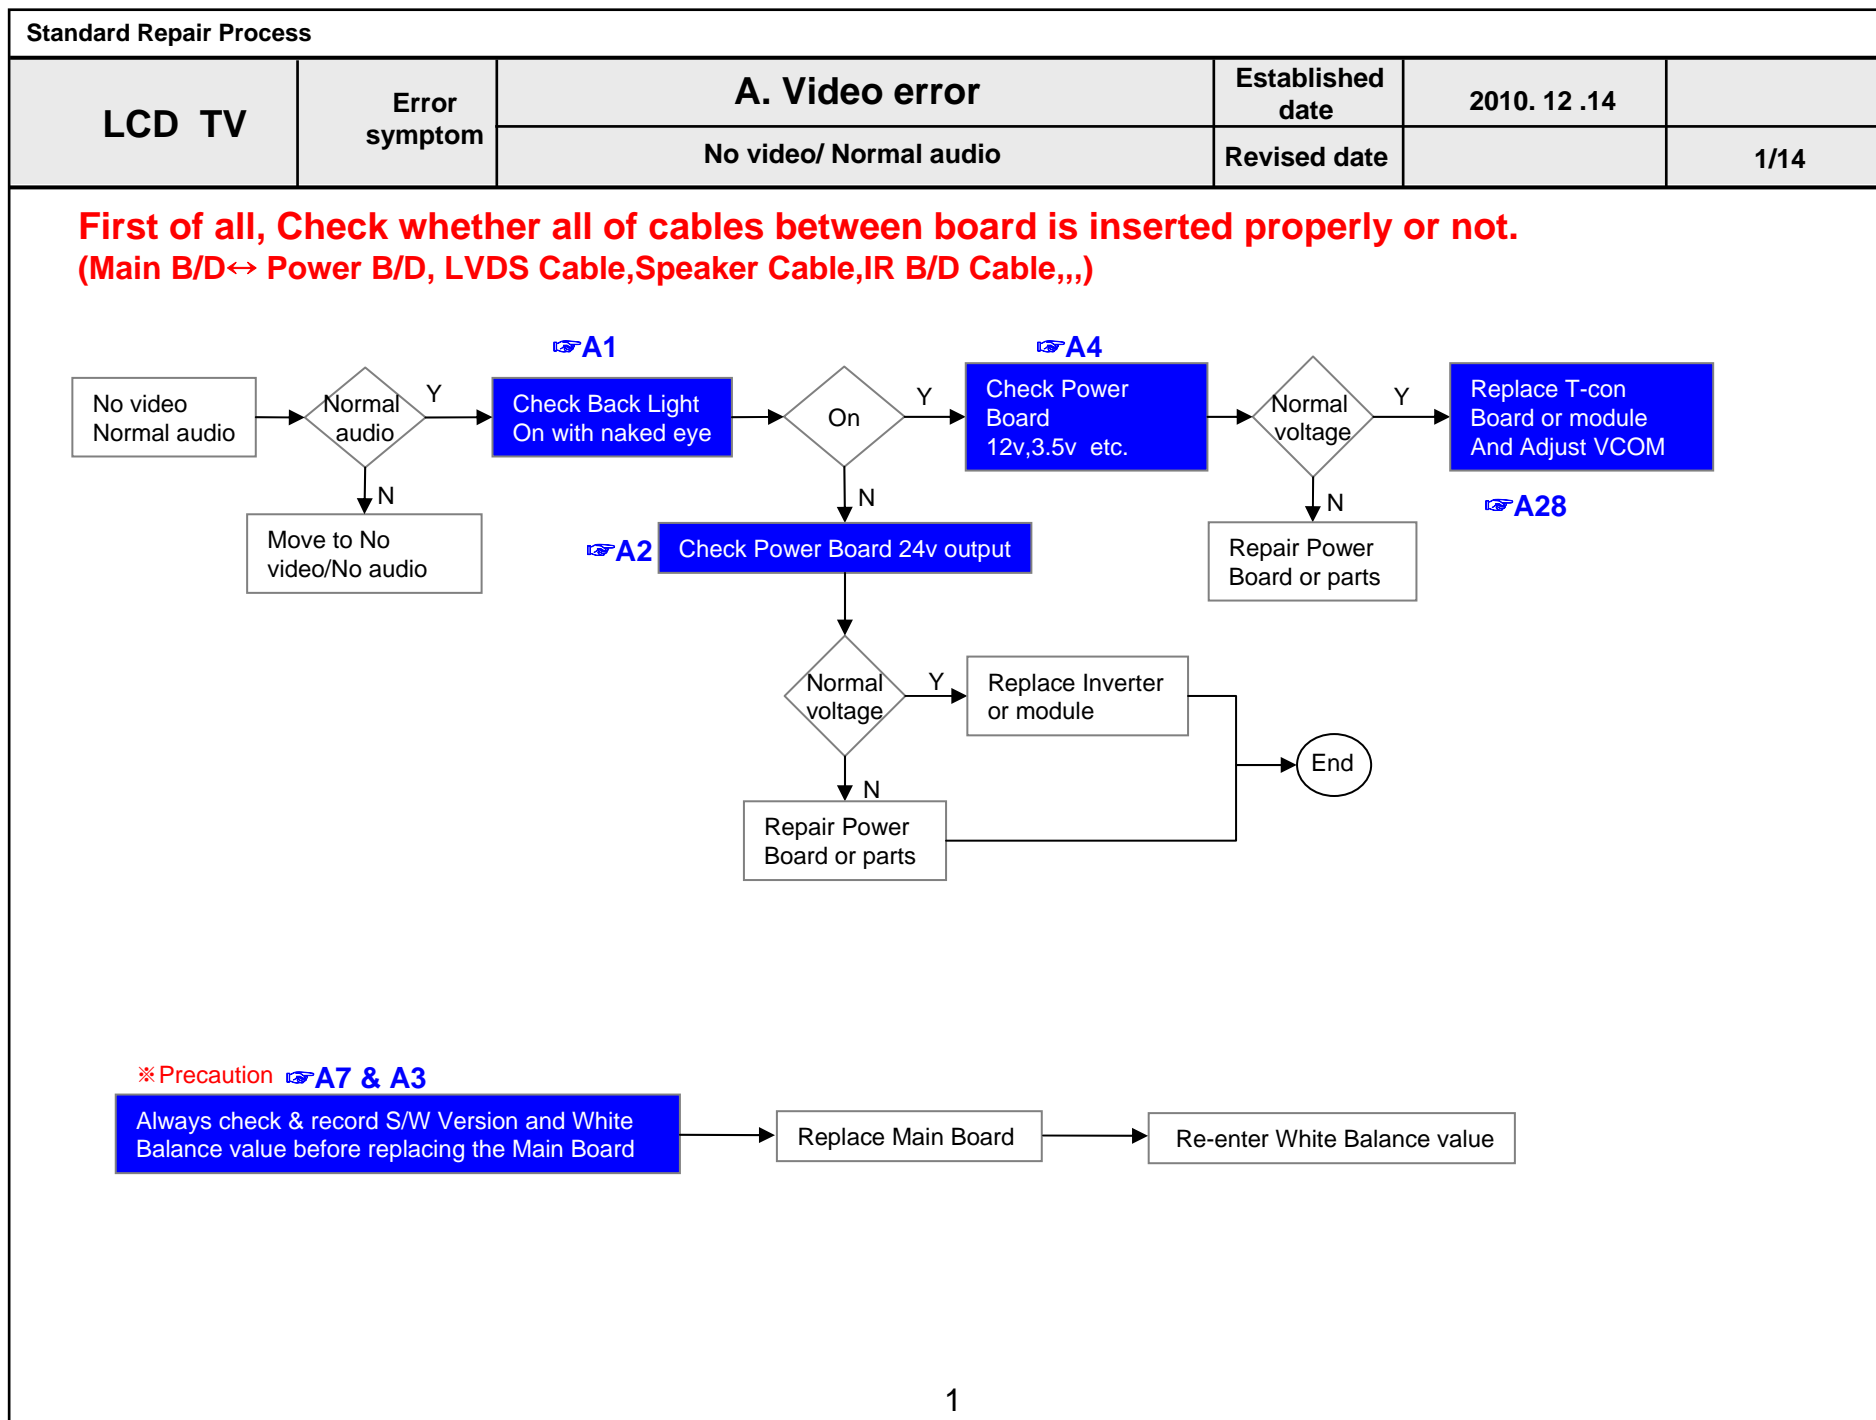 Standard Repair Process
LCD TV
Error
symptom
A. Video error
No video/ Normal audio
Established
date
2010. 12 .14
Revised date
1/14
First of all, Check whether all of cables between board is inserted properly or not.
(Main B/D↔ Power B/D, LVDS Cable,Speaker Cable,IR B/D Cable,,,)
☞A1
☞A4
No video
Normal audio
Normal
audio
Y
Check Back Light
On with naked eye
On
Y
Check Power
Board
12v,3.5v etc.
Normal
voltage
Y
Replace T-con
Board or module
And Adjust VCOM
N
N
N
☞A28
Move to No
video/No audio
☞A2
Check Power Board 24v output
Repair Power
Board or parts
Normal
voltage
Y
Replace Inverter
or module
End
N
Repair Power
Board or parts
※Precaution ☞A7 & A3
Always check & record S/W Version and White
Balance value before replacing the Main Board
Replace Main Board
Re-enter White Balance value
1